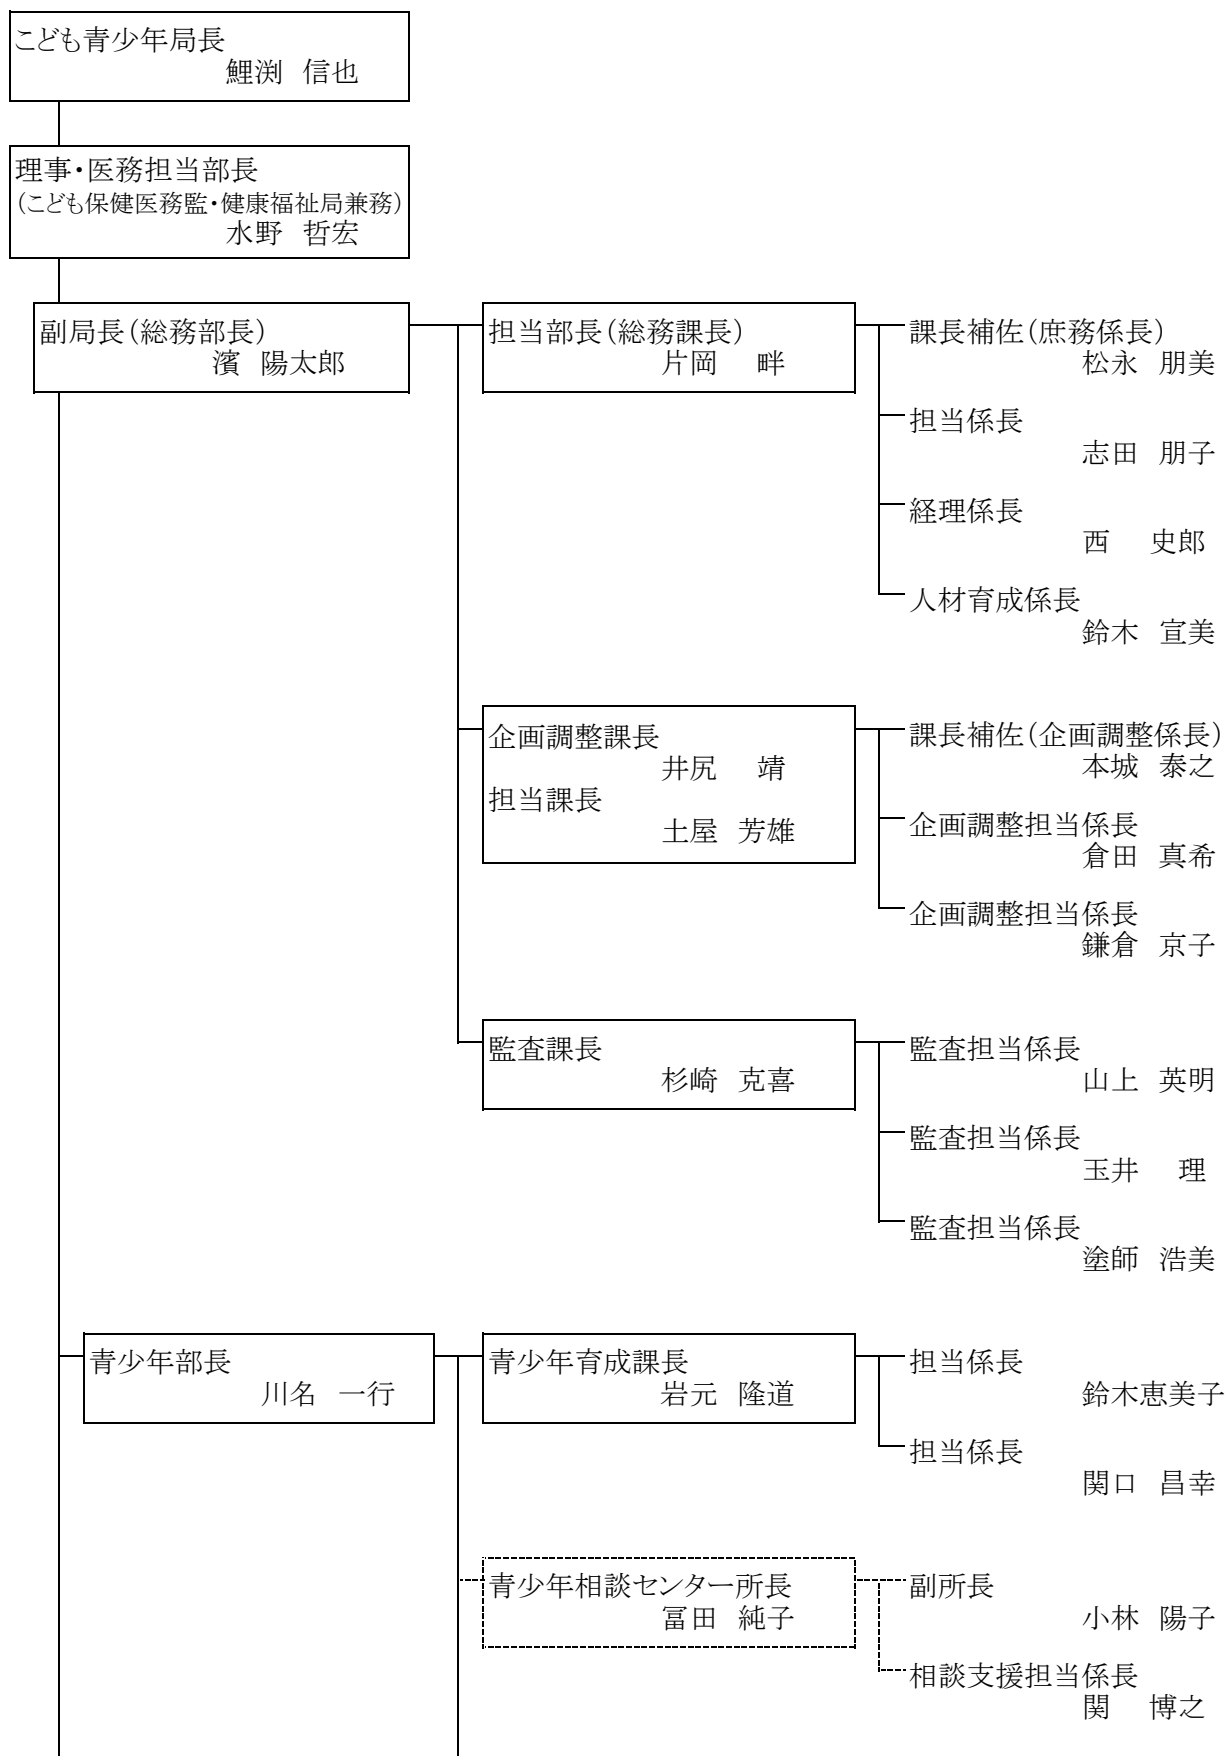 こども青少年局長
鯉渕 信也
理事・医務担当部長
(こども保健医務監・健康福祉局兼務)
水野 哲宏
副局長(総務部長)
濱 陽太郎
担当部長(総務課長)
片岡 畔
課長補佐(庶務係長)
松永 朋美
担当係長
志田 朋子
経理係長
西 史郎
人材育成係長
鈴木 宣美
企画調整課長
井尻 靖
担当課長
土屋 芳雄
課長補佐(企画調整係長)
本城 泰之
企画調整担当係長
倉田 真希
企画調整担当係長
鎌倉 京子
監査課長
杉崎 克喜
監査担当係長
山上 英明
監査担当係長
玉井 理
監査担当係長
塗師 浩美
青少年部長
川名 一行
青少年育成課長
岩元 隆道
担当係長
鈴木恵美子
担当係長
関口 昌幸
青少年相談センター所長
冨田 純子
副所長
小林 陽子
相談支援担当係長
関 博之